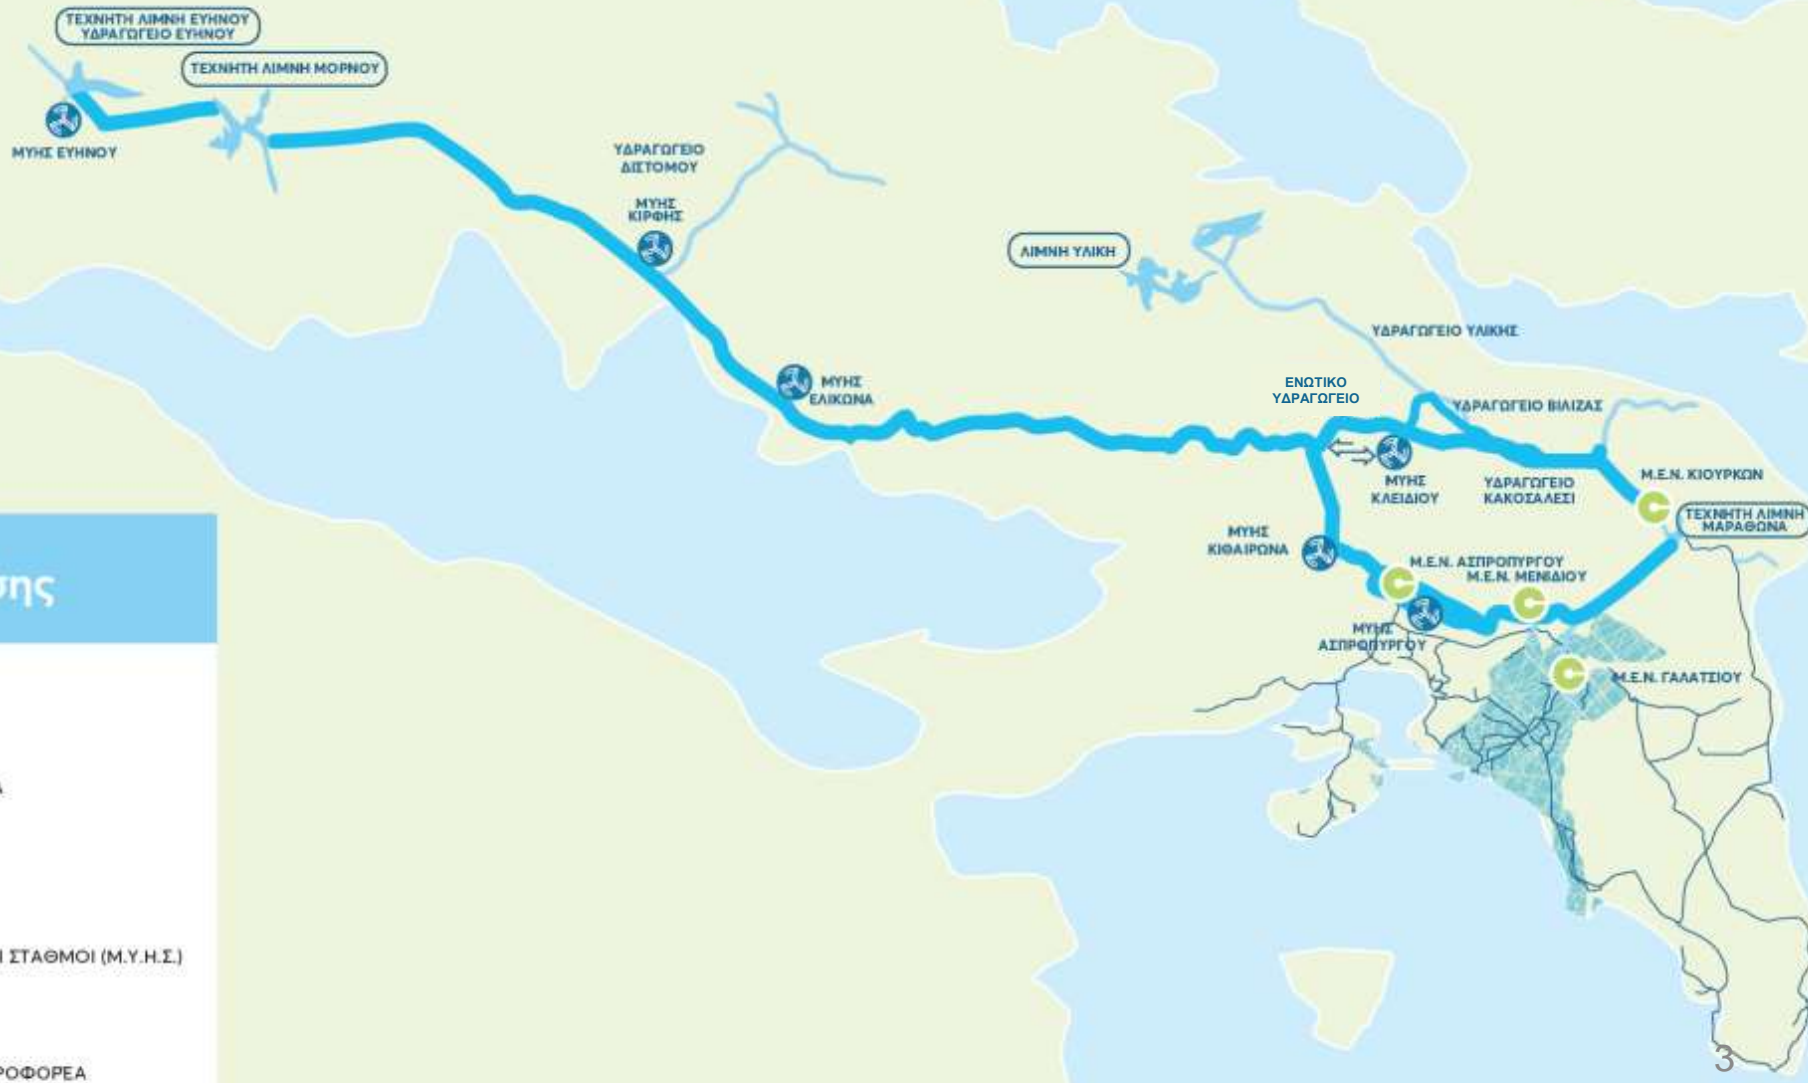 ΤΕΧΝΗΤΗ ΛΙΜΝΗ ΕΥΗΝΟΥ
ΥΔΡΑΓΩΓΕΙΟ ΕΥΗΝΟΥ
ΤΕΧΝΗΤΗ ΛΙΜΝΗ ΜΟΡΝΟΥ
ΜΥΗΣ ΕΥΗΝΟΥ
ΥΔΡΑΓΩΓΕΙΟ
ΔΙΣΤΟΜΟΥ
ΜΥΗΣ
ΚΙΡΦΗΣ
ΛΙΜΝΗ ΥΛΙΚΗ
ΥΔΡΑΓΩΓΕΙΟ ΥΛΙΚΗΣ
ΜΥΗΣ
ΕΛΙΚΩΝΑ
ΕΝΩΤΙΚΟ
ΥΔΡΑΓΩΓΕΙΟ
ΥΔΡΑΓΩΓΕΙΟ ΒΙΛΙΖΑΣ
ΜΥΗΣ
ΚΛΕΙΔΙΟΥ
ΥΔΡΑΓΩΓΕΙΟ
ΚΑΚΟΣΑΛΕΣΙ
Μ.Ε.Ν. ΚΙΟΥΡΚΩΝ
ΤΕΧΝΗΤΗ ΛΙΜΝΗ
ΜΑΡΑΘΩΝΑ
ΜΥΗΣ
ΚΙΘΑΙΡΩΝΑ
Μ.Ε.Ν. ΑΣΠΡΟΠΥΡΓΟΥ
Μ.Ε.Ν. ΜΕΝΙΔΙΟΥ
ΜΥΗΣ
ΑΣΠΡΟΠΥΡΓΟΥ
Μ.Ε.Ν. ΓΑΛΑΤΣΙΟΥ
σης
Α
Ι ΣΤΑΘΜΟΙ (Μ.Υ.Η.Σ.)
ΡΟΦΟΡΕΑ
3